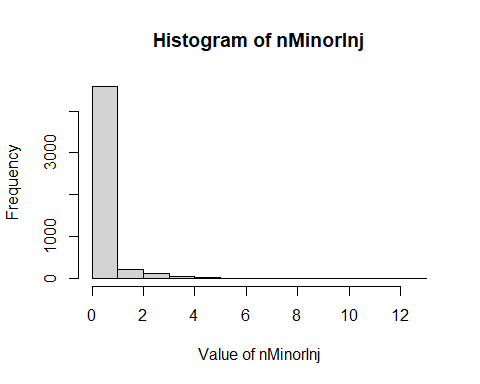 Histogram of nMinorInj
Frequency
3000
1000
0
0 2 4 6 8 10 12
Value of nMinorInj